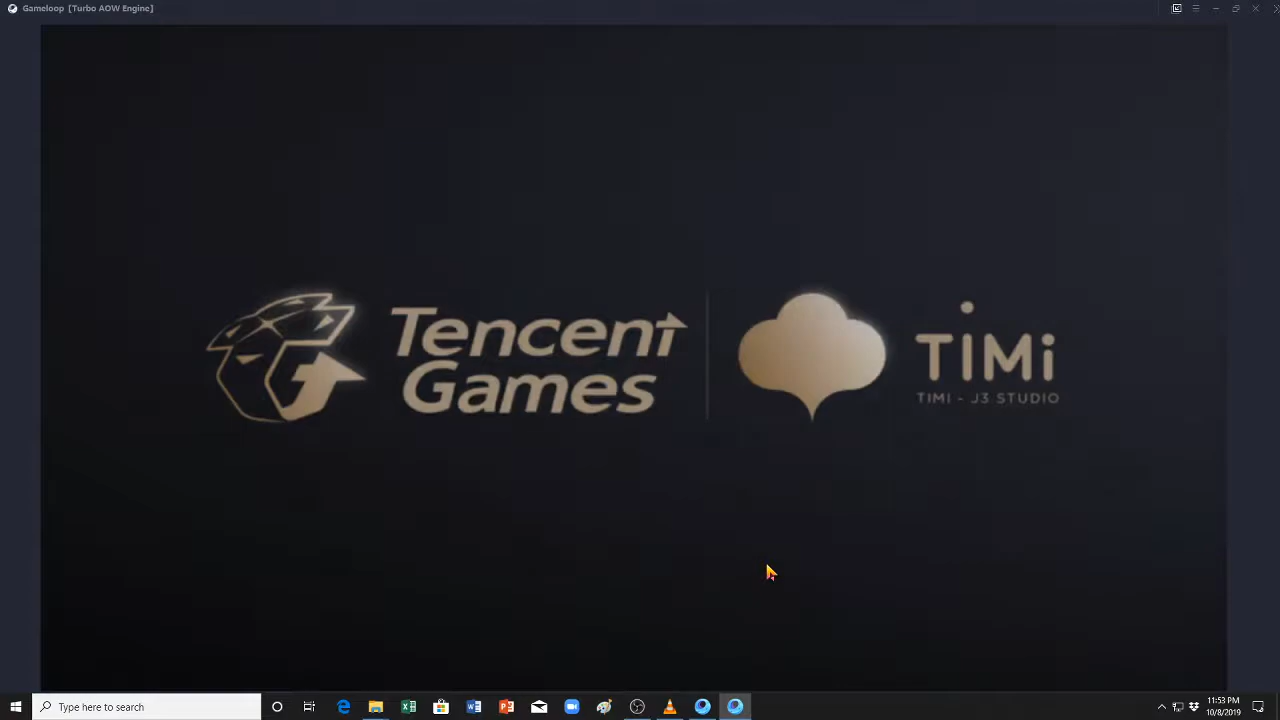 Gameloop [Turbo AOW Engine]
Tencent
Games
TiMi
TIMI - J3 STUDIO
Type here to search
11:53 PM
10/8/2019